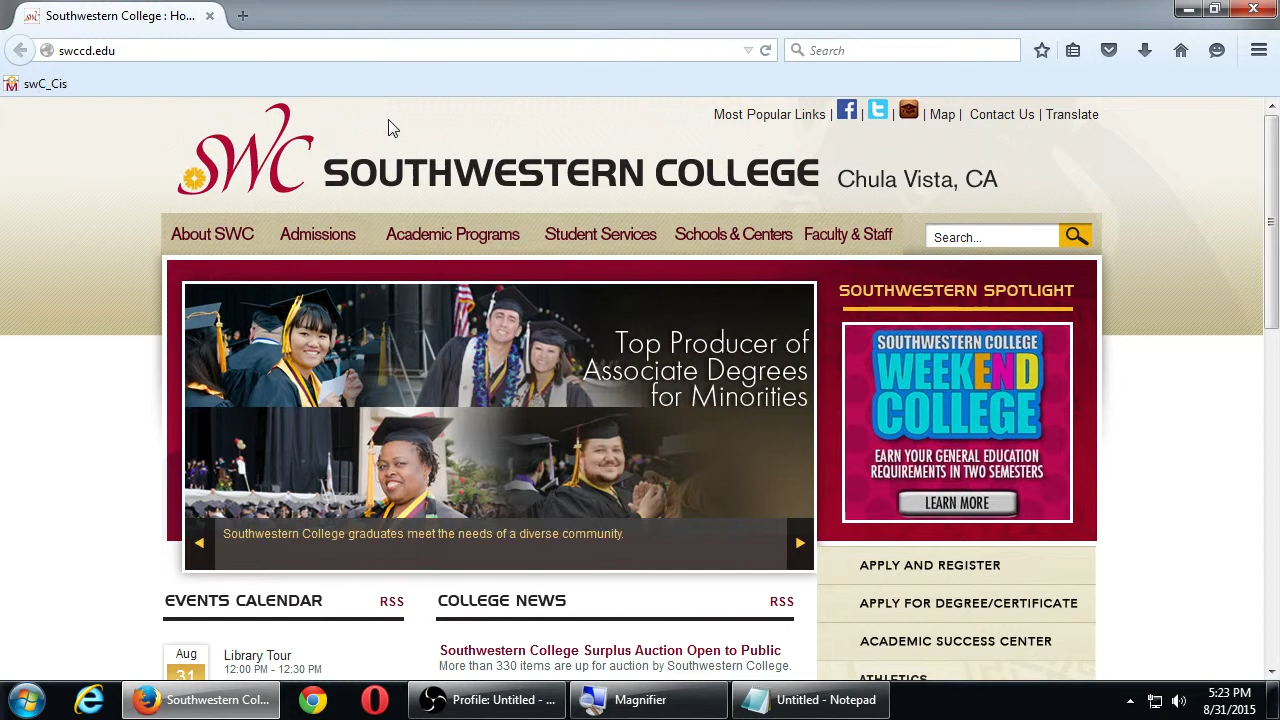 Southwestern College : Ho...
swccd.edu
Search
swC_Cis
Most Popular Links | | | | Map | Contact Us | Translate
SWC
SOUTHWESTERN COLLEGE Chula Vista, CA
About SWC Admissions Academic Programs Student Services Schools & Centers Faculty & Staff Search...
Top Producer of
Associate Degrees
for Minorities
Southwestern College graduates meet the needs of a diverse community.
SOUTHWESTERN SPOTLIGHT
SOUTHWESTERN COLLEGE
WEEKEND
COLLEGE
EARN YOUR GENERAL EDUCATION
REQUIREMENTS IN TWO SEMESTERS
LEARN MORE
APPLY AND REGISTER
APPLY FOR DEGREE/CERTIFICATE
ACADEMIC SUCCESS CENTER
ATHLETICS
EVENTS CALENDAR RSS
Aug
31
Library Tour
12:00 PM - 12:30 PM
COLLEGE NEWS RSS
Southwestern College Surplus Auction Open to Public
More than 330 items are up for auction by Southwestern College.
Southwestern Col...
Profile: Untitled - ...
Magnifier
Untitled - Notepad
5:23 PM
8/31/2015